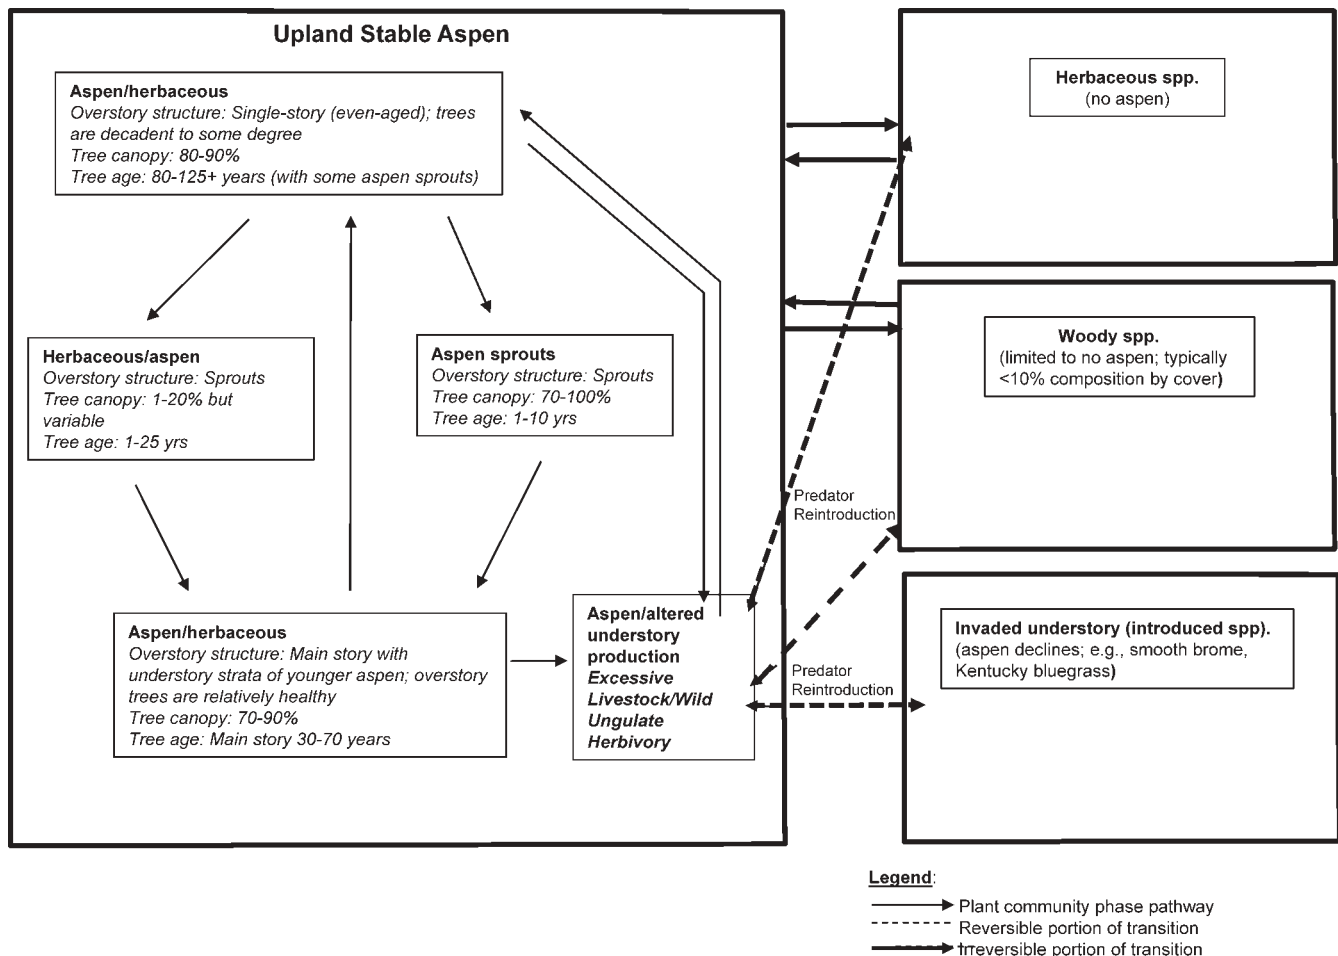 Upland Stable Aspen
Aspen/herbaceous
Overstory structure: Single-story (even-aged); trees
are decadent to some degree
Tree canopy: 80-90%
Tree age: 80-125+ years (with some aspen sprouts)
Herbaceous/aspen
Overstory structure: Sprouts
Tree canopy: 1-20% but
variable
Tree age: 1-25 yrs
Aspen sprouts
Overstory structure: Sprouts
Tree canopy: 70-100%
Tree age: 1-10 yrs
Aspen/herbaceous
Overstory structure: Main story with
understory strata of younger aspen; overstory
trees are relatively healthy
Tree canopy: 70-90%
Tree age: Main story 30-70 years
Aspen/altered
understory
production
Excessive
Livestock/Wild
Ungulate
Herbivory
Predator
Reintroduction
Predator
Reintroduction
Herbaceous spp.
(no aspen)
Woody spp.
(limited to no aspen; typically
<10% composition by cover)
Invaded understory (introduced spp).
(aspen declines; e.g., smooth brome,
Kentucky bluegrass)
Legend:
Plant community phase pathway
Reversible portion of transition
Irreversible portion of transition